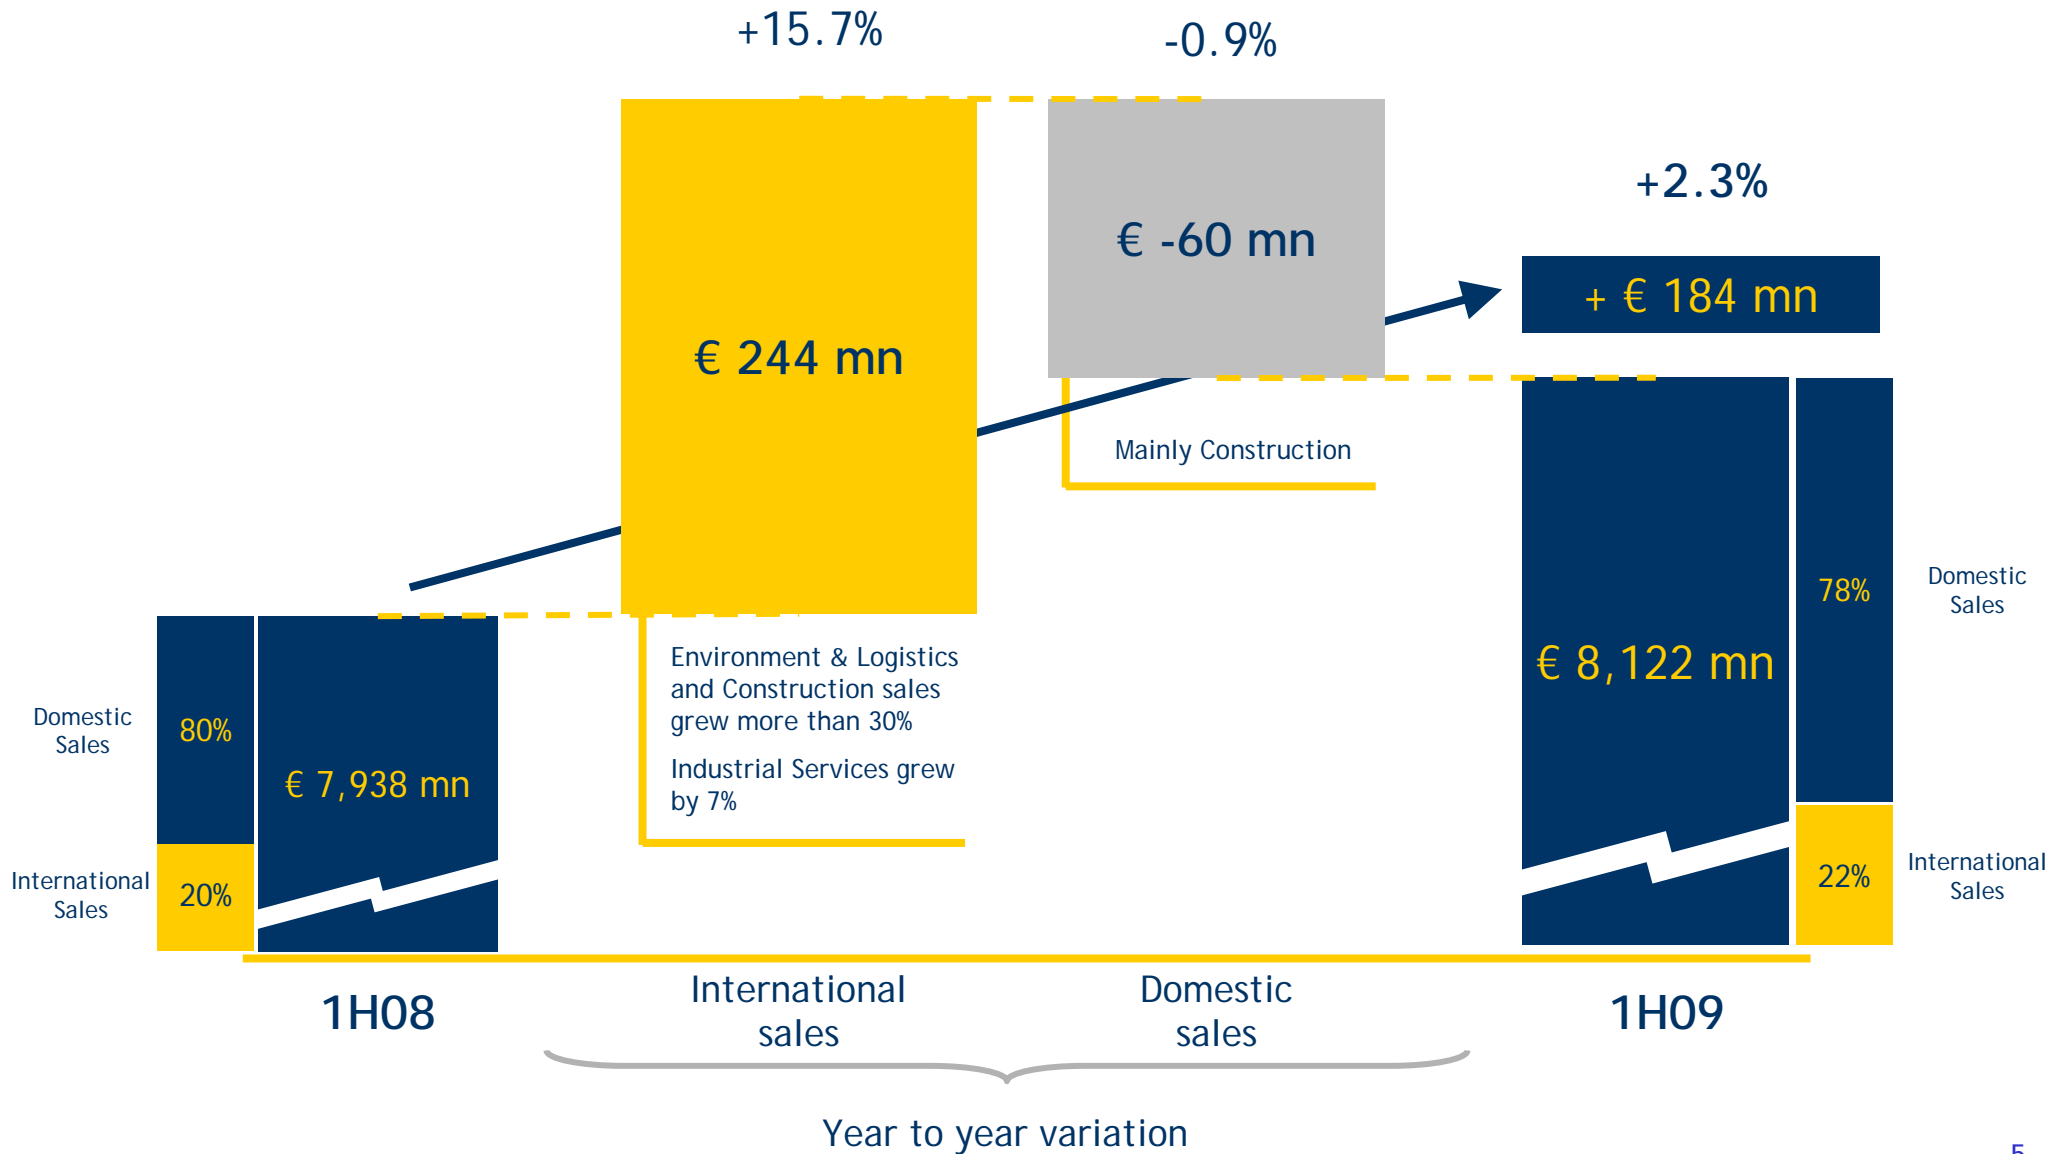 +15.7%
-0.9%
+2.3%
€ 244 mn
€ -60 mn
+ € 184 mn
Mainly Construction
Environment & Logistics
and Construction sales
grew more than 30%
Industrial Services grew
by 7%
Domestic
Sales
80%
€ 7,938 mn
International
Sales
20%
€ 8,122 mn
78%
Domestic
Sales
22%
International
Sales
1H08
International
sales
Domestic
sales
1H09
Year to year variation
5